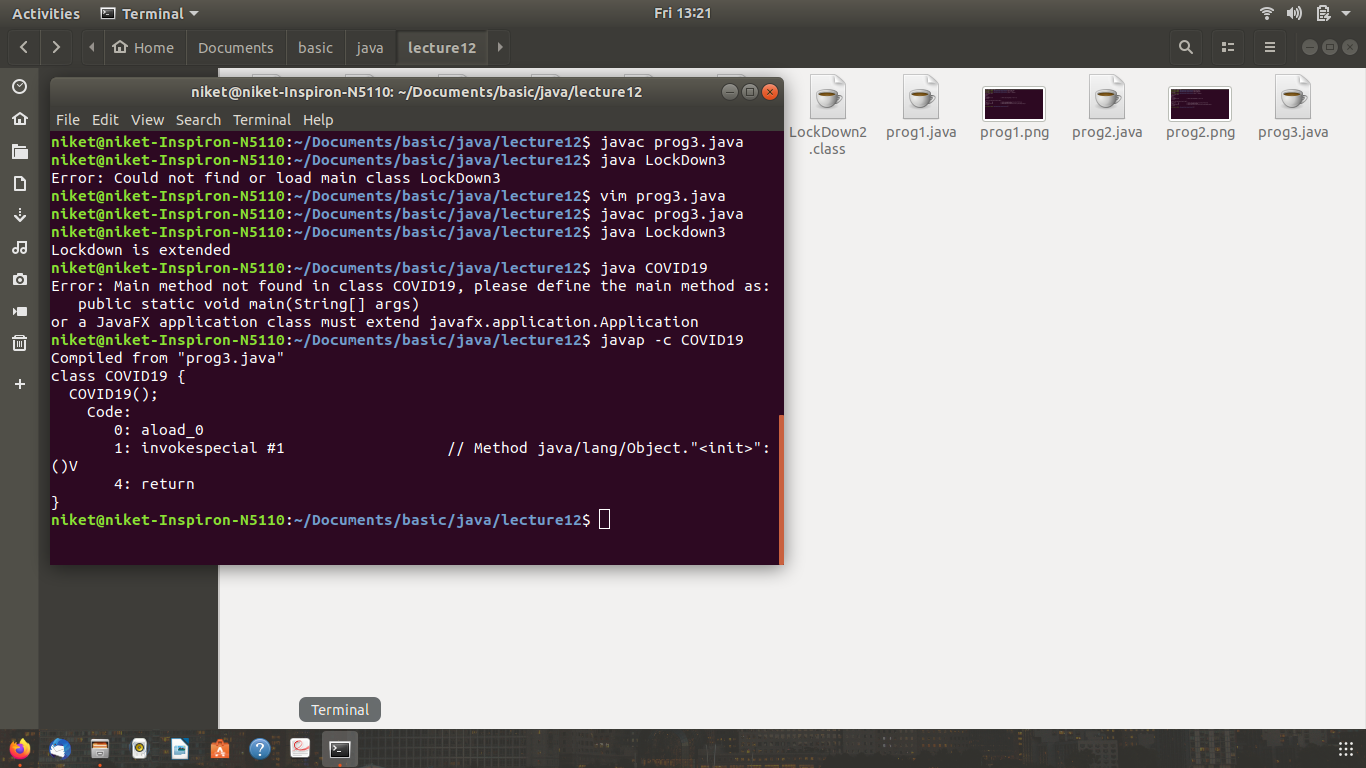 Activities
Terminal
Fri 13:21
Home
Documents
basic
java
lecture12
niket@niket-Inspiron-N5110: ~/Documents/basic/java/lecture12
File Edit View Search Terminal Help
niket@niket-Inspiron-N5110:~/Documents/basic/java/lecture12$ javac prog3.java
niket@niket-Inspiron-N5110:~/Documents/basic/java/lecture12$ java LockDown3
Error: Could not find or load main class LockDown3
niket@niket-Inspiron-N5110:~/Documents/basic/java/lecture12$ vim prog3.java
niket@niket-Inspiron-N5110:~/Documents/basic/java/lecture12$ javac prog3.java
niket@niket-Inspiron-N5110:~/Documents/basic/java/lecture12$ java Lockdown3
Lockdown is extended
niket@niket-Inspiron-N5110:~/Documents/basic/java/lecture12$ java COVID19
Error: Main method not found in class COVID19, please define the main method as:
   public static void main(String[] args)
or a JavaFX application class must extend javafx.application.Application
niket@niket-Inspiron-N5110:~/Documents/basic/java/lecture12$ javap -c COVID19
Compiled from "prog3.java"
class COVID19 {
  COVID19();
    Code:
       0: aload_0
       1: invokespecial #1                  // Method java/lang/Object."<init>":
()V
       4: return
}
niket@niket-Inspiron-N5110:~/Documents/basic/java/lecture12$
LockDown2
.class
prog1.java
prog1.png
prog2.java
prog2.png
prog3.java
Terminal